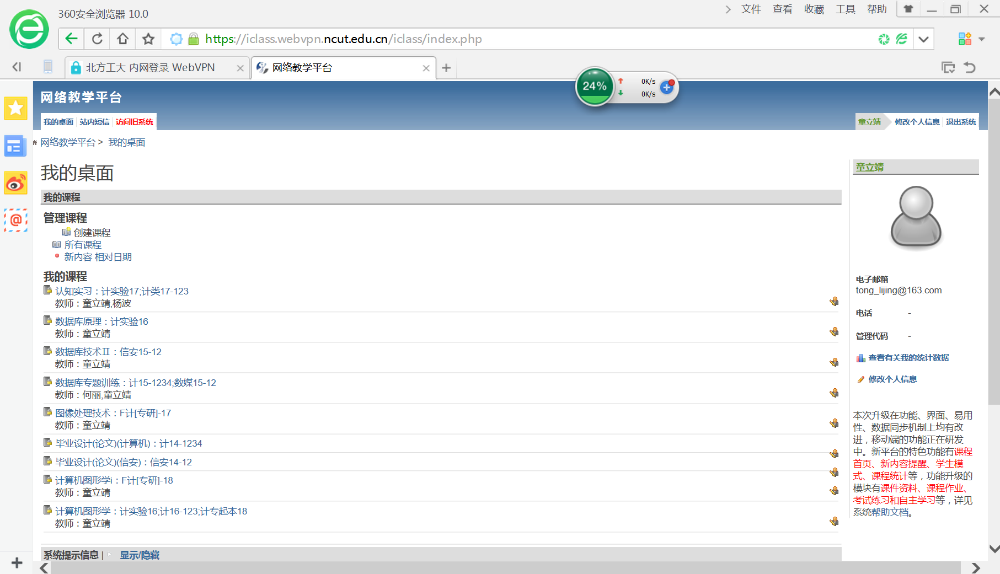 360安全浏览器 10.0
文件 查看 收藏 工具 帮助
https://iclass.webvpn.ncut.edu.cn/iclass/index.php
北方工大 内网登录 WebVPN
网络教学平台
24%
0K/s
0K/s
网络教学平台
我的桌面 站内短信 访问旧系统
童立靖 修改个人信息 退出系统
网络教学平台 > 我的桌面
我的桌面
我的课程
管理课程
创建课程
所有课程
新内容 相对日期
我的课程
认知实习：计实验17;计类17-123
教师：童立靖,杨波
数据库原理：计实验16
教师：童立靖
数据库技术Ⅱ：信安15-12
教师：童立靖
数据库专题训练：计15-1234;数媒15-12
教师：何丽,童立靖
图像处理技术：F计[专研]-17
教师：童立靖
毕业设计(论文)(计算机)：计14-1234
毕业设计(论文)(信安)：信安14-12
计算机图形学i：F计[专研]-18
教师：童立靖
计算机图形学：计实验16;计16-123;计专起本18
教师：童立靖
系统提示信息 | 显示/隐藏
童立靖
电子邮箱
tong_lijing@163.com
电话 -
管理代码 -
查看有关我的统计数据
修改个人信息
本次升级在功能、界面、易用
性、数据同步机制上均有改
进，移动端的功能正在研发
中。新平台的特色功能有课程
首页、新内容提醒、学生模
式、课程统计等，功能升级的
模块有课件资料、课程作业、
考试练习和自主学习等，详见
系统帮助文档。